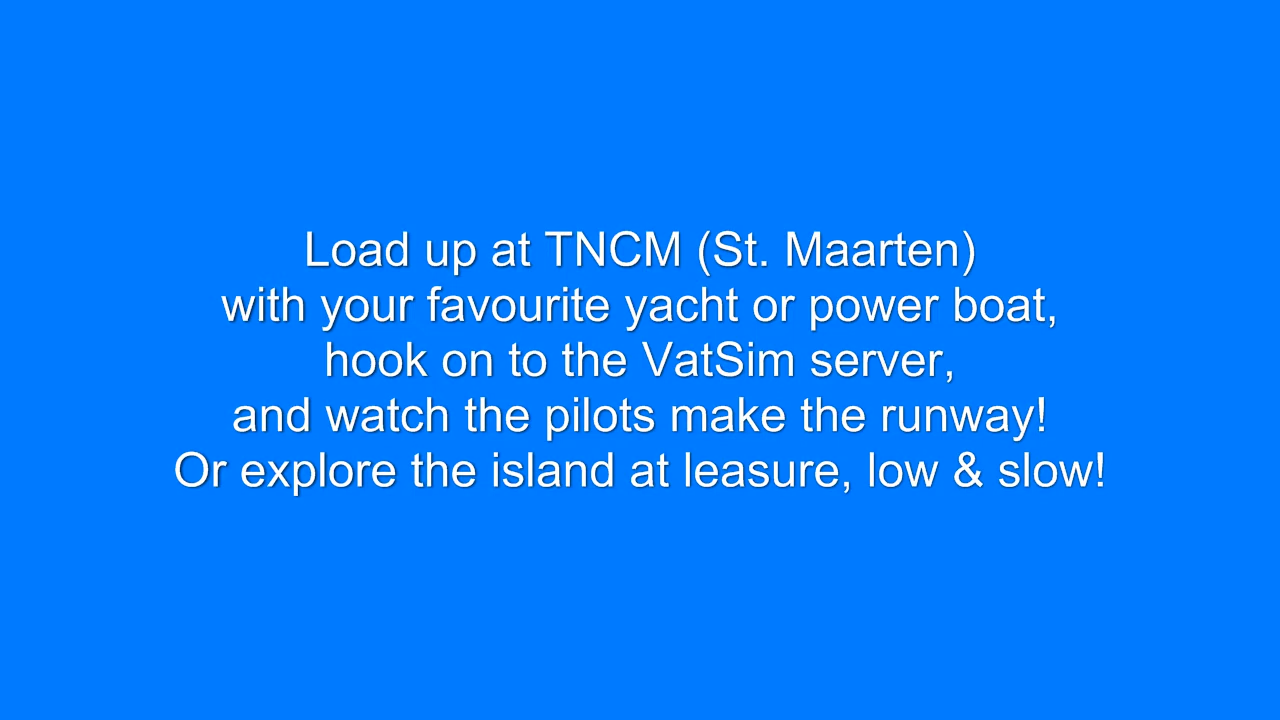 Load up at TNCM (St. Maarten)
with your favourite yacht or power boat,
hook on to the VatSim server,
and watch the pilots make the runway!
Or explore the island at leasure, low & slow!